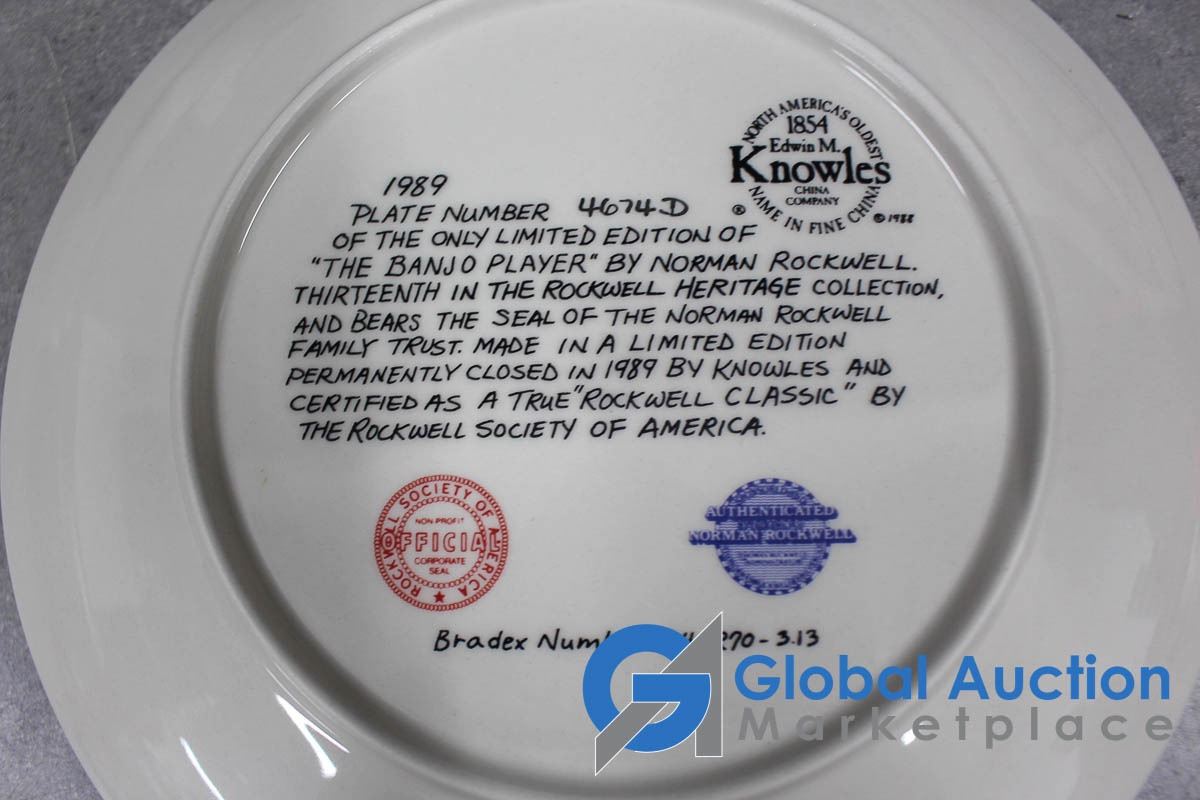 NORTH AMERICA'S OLDEST
1854
Edwin M.
Knowles
CHINA
COMPANY
NAME IN FINE CHINA
® © 1988
1989
PLATE NUMBER 4674D
OF THE ONLY LIMITED EDITION OF
"THE BANJO PLAYER" BY NORMAN ROCKWELL.
THIRTEENTH IN THE ROCKWELL HERITAGE COLLECTION,
AND BEARS THE SEAL OF THE NORMAN ROCKWELL
FAMILY TRUST. MADE IN A LIMITED EDITION
PERMANENTLY CLOSED IN 1989 BY KNOWLES AND
CERTIFIED AS A TRUE "ROCKWELL CLASSIC" BY
THE ROCKWELL SOCIETY OF AMERICA.
ROCKWELL SOCIETY OF AMERICA
NON-PROFIT
OFFICIAL
CORPORATE
SEAL
AUTHENTICATED
NORMAN ROCKWELL
Bradex 270-3.13
Global Auction
Marketplace